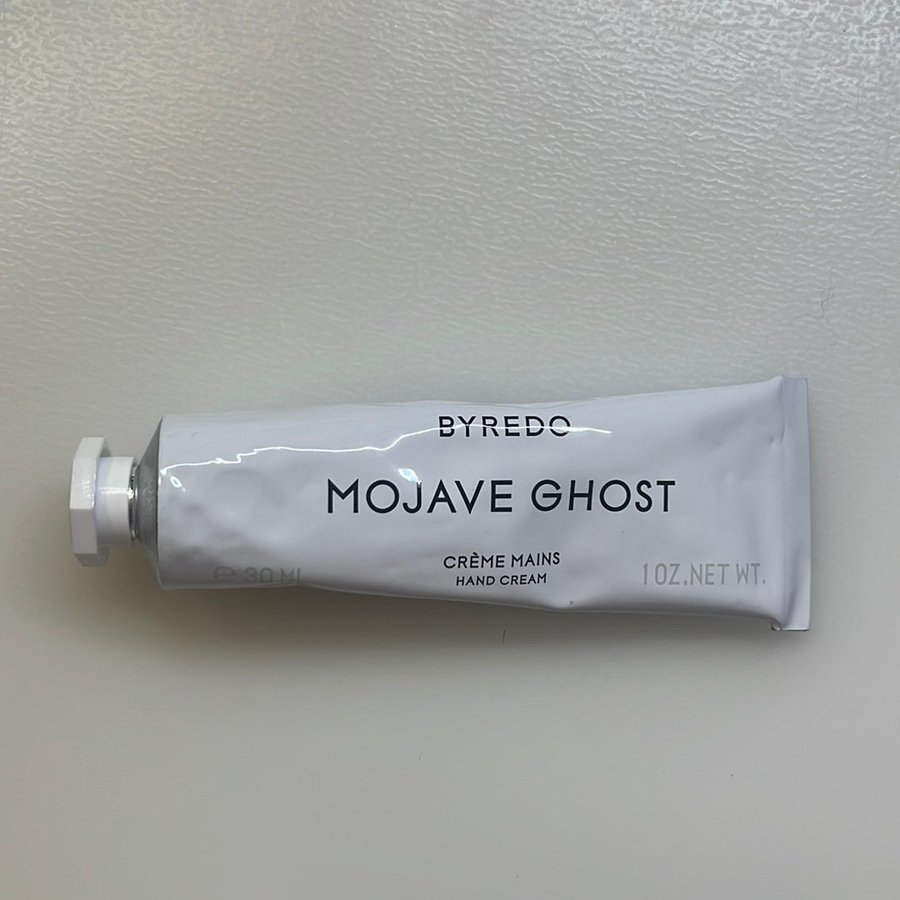 BYREDO
MOJAVE GHOST
CRÈME MAINS
HAND CREAM
℮ 30 ML
1 OZ.NET WT.